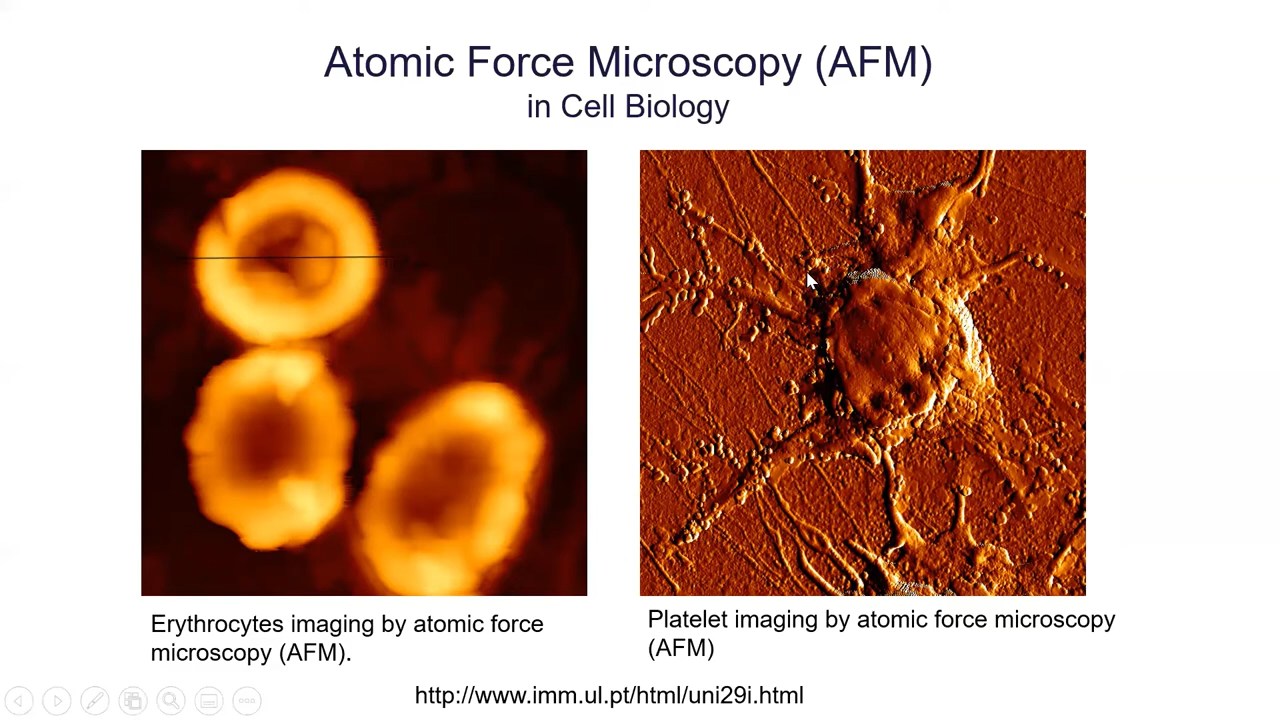 Atomic Force Microscopy (AFM)
in Cell Biology
Erythrocytes imaging by atomic force
microscopy (AFM).
Platelet imaging by atomic force microscopy
(AFM)
http://www.imm.ul.pt/html/uni29i.html